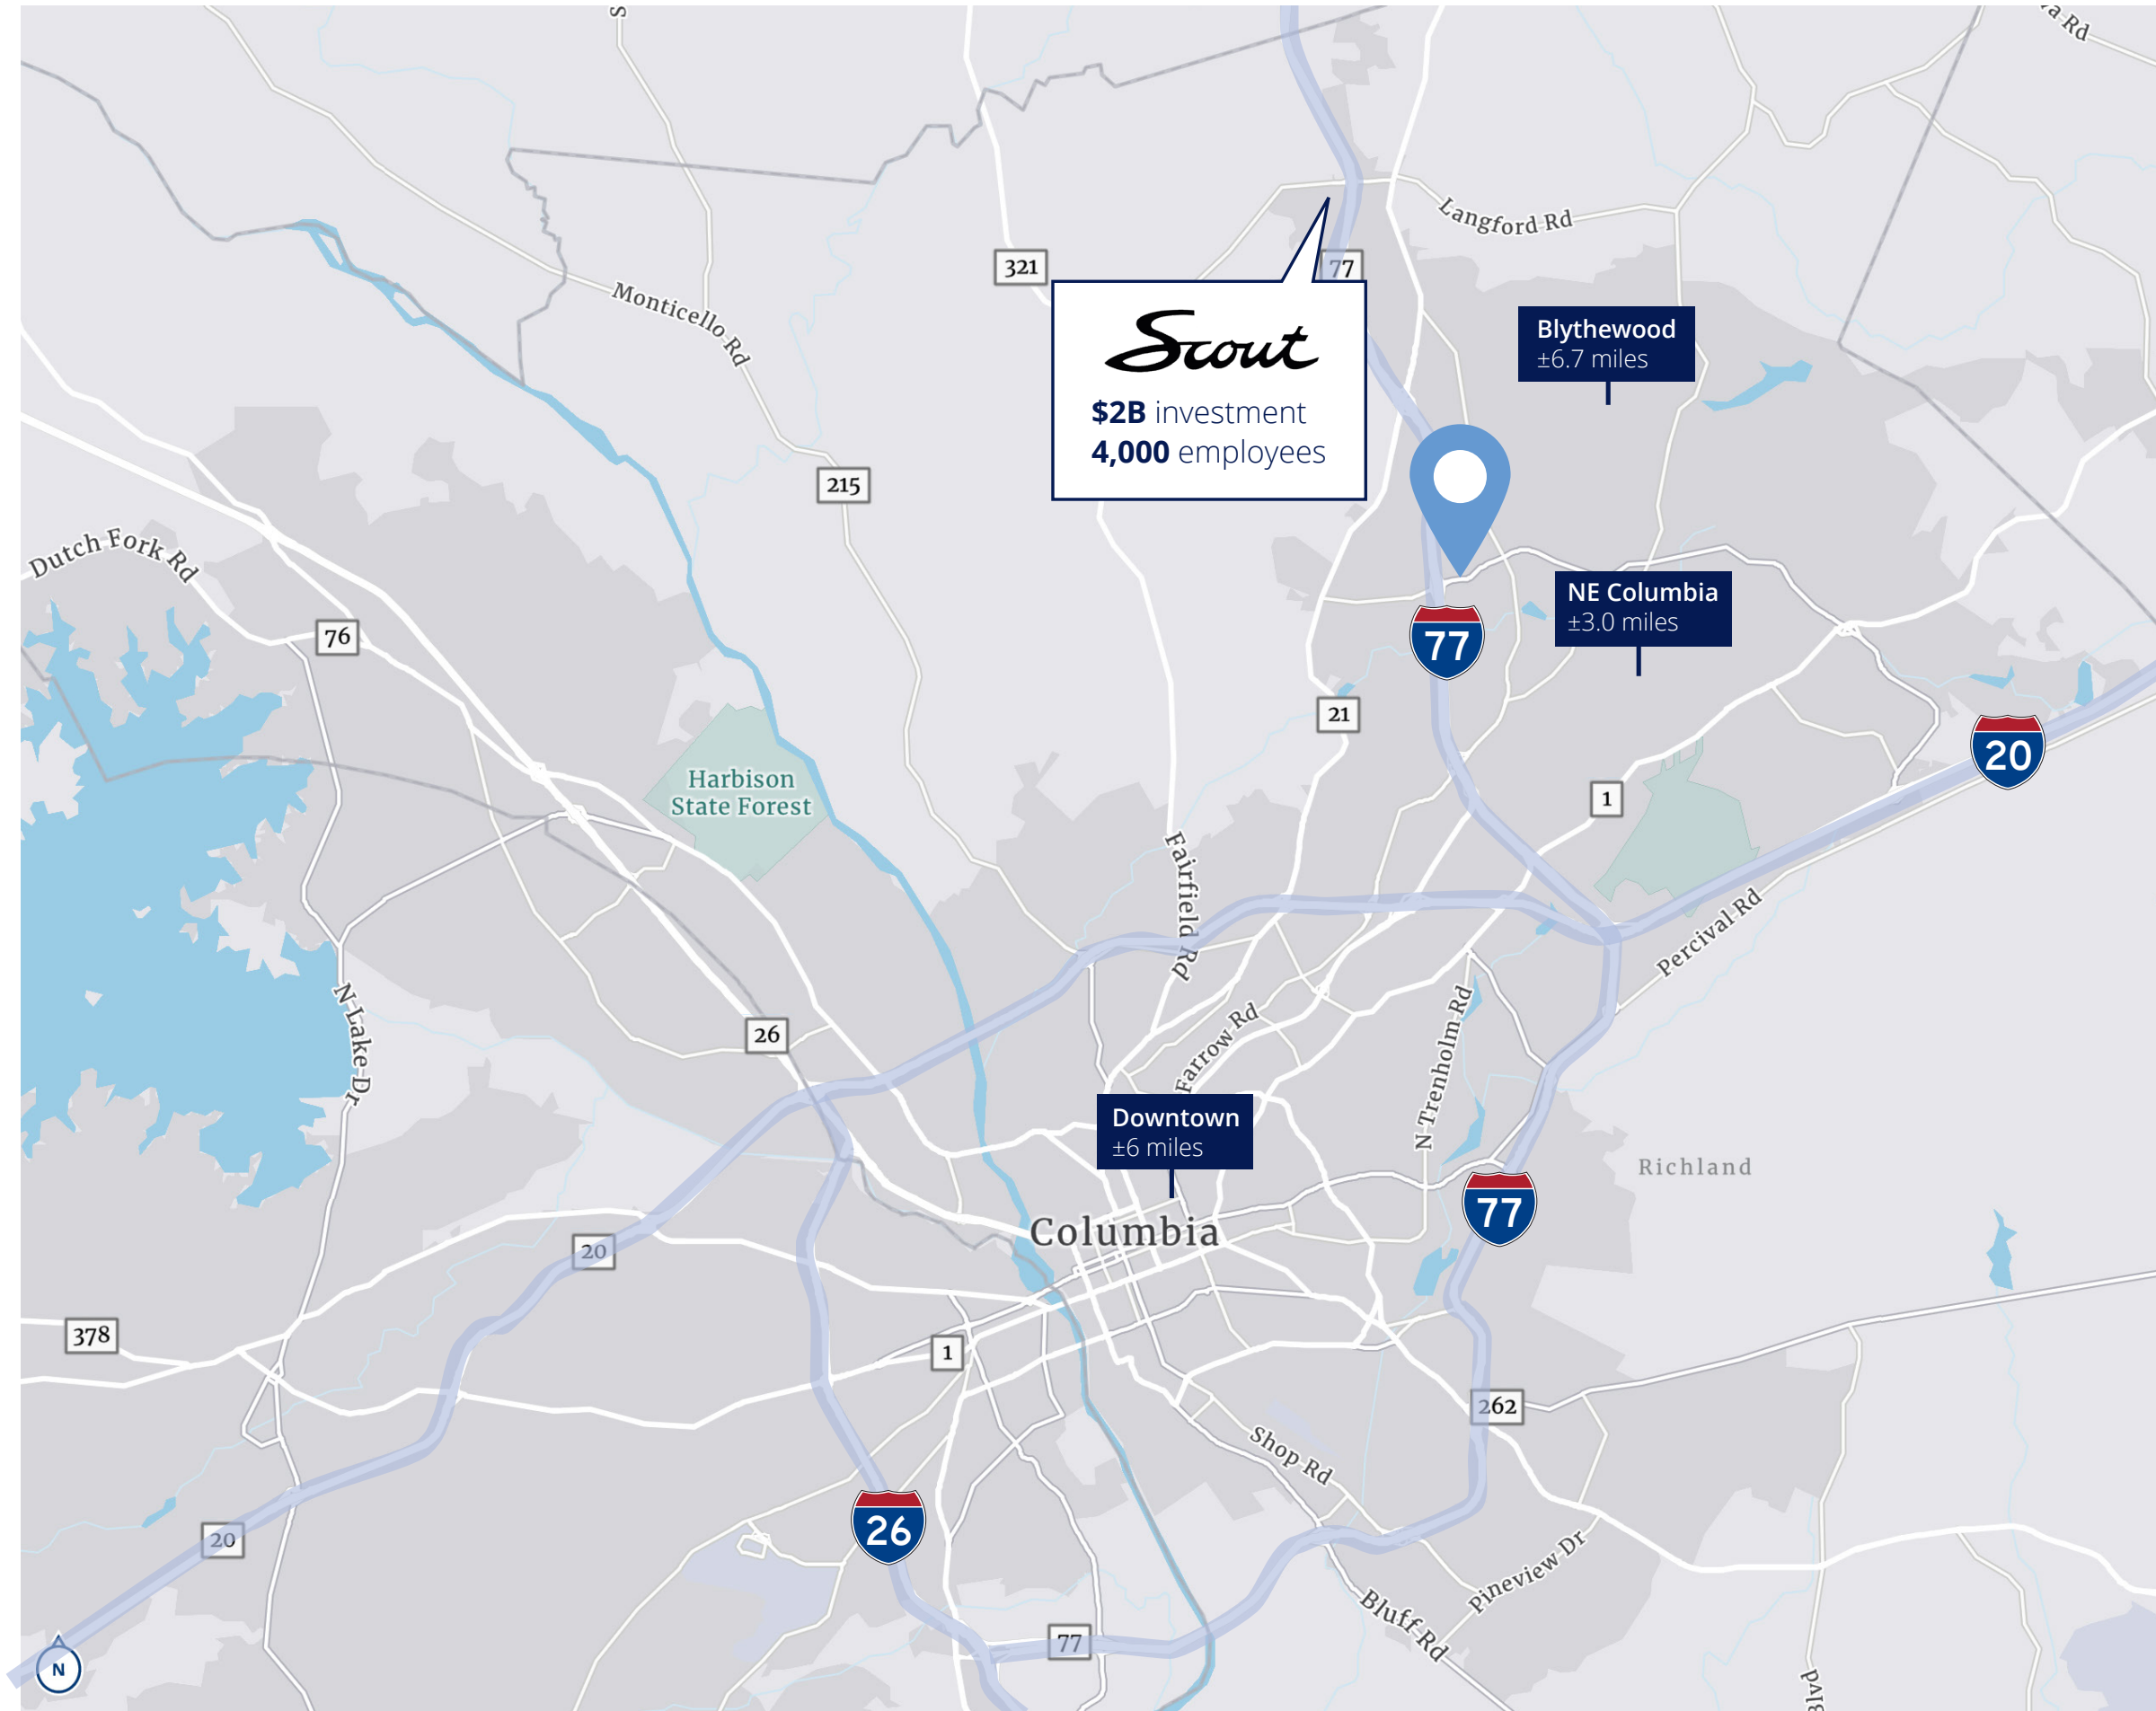 S
va Rd
Langford Rd
321
77
Monticello Rd
Scout
$2B investment
4,000 employees
Blythewood
±6.7 miles
215
Dutch Fork Rd
76
NE Columbia
±3.0 miles
77
21
20
Harbison
State Forest
1
Fairfield Rd
Percival Rd
N Lake Dr
26
Farrow Rd
N Trenholm Rd
Downtown
±6 miles
Richland
77
Columbia
20
378
1
262
Shop Rd
26
20
Pineview Dr
Bluff Rd
77
N
Blvd